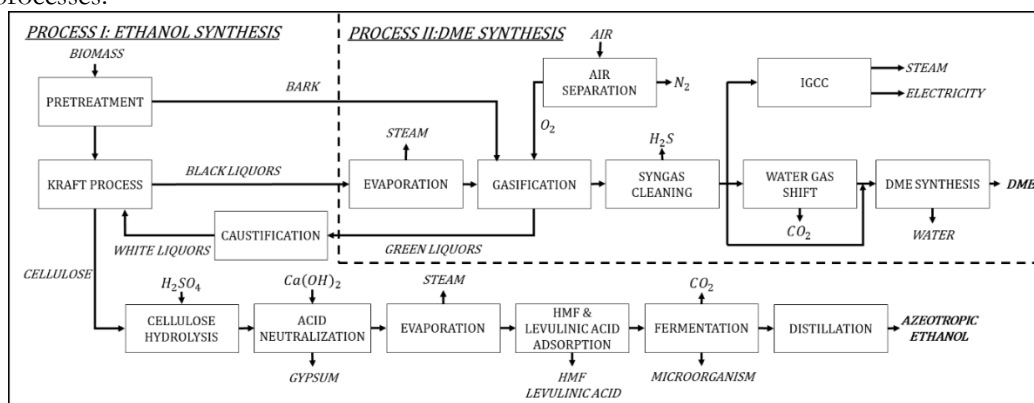 processes.
PROCESS I: ETHANOL SYNTHESIS
PROCESS II:DME SYNTHESIS
BIOMASS
AIR
PRETREATMENT
BARK
AIR
SEPARATION
N₂
IGCC
STEAM
ELECTRICITY
O₂
STEAM
H₂S
KRAFT PROCESS
BLACK LIQUORS
EVAPORATION
GASIFICATION
SYNGAS
CLEANING
WATER GAS
SHIFT
DME SYNTHESIS
DME
CO₂
WATER
CAUSTIFICATION
WHITE LIQUORS
GREEN LIQUORS
CELLULOSE
H₂SO₄
Ca(OH)₂
STEAM
CO₂
CELLULOSE
HYDROLYSIS
ACID
NEUTRALIZATION
EVAPORATION
HMF &
LEVULINIC ACID
ADSORPTION
FERMENTATION
DISTILLATION
AZEOTROPIC
ETHANOL
GYPSUM
HMF
LEVULINIC ACID
MICROORGANISM